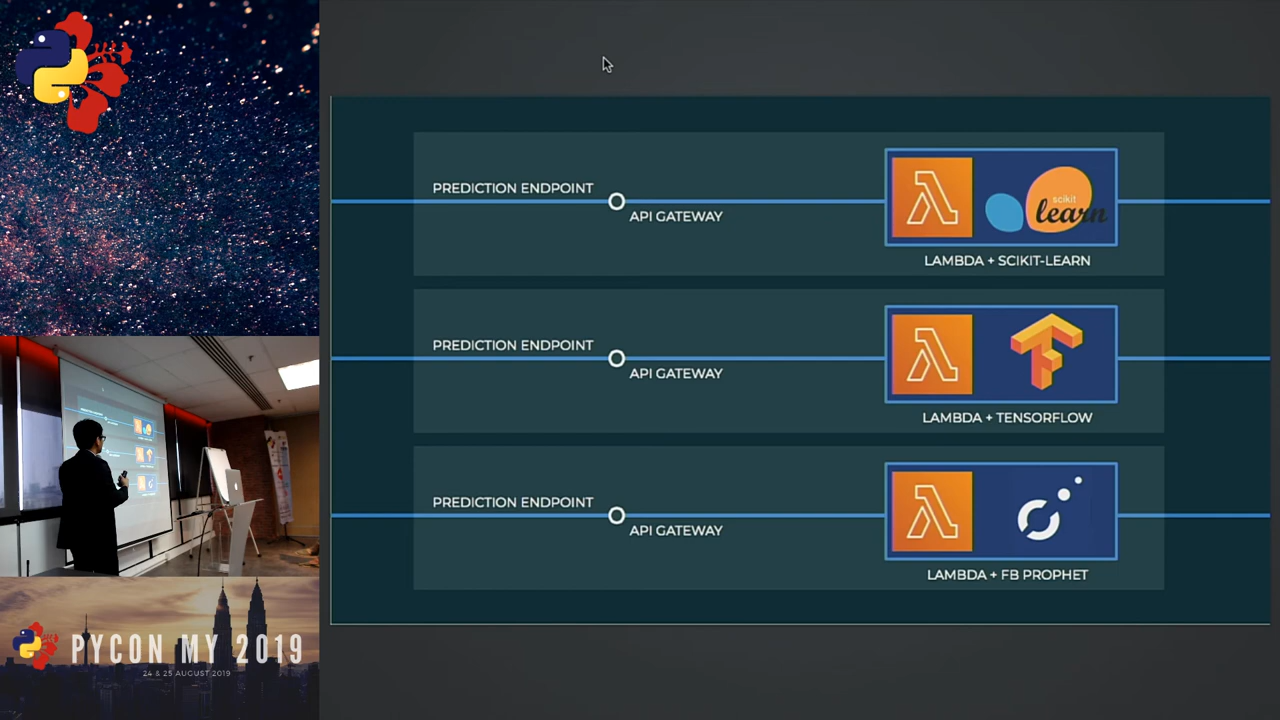 PREDICTION ENDPOINT
API GATEWAY
scikit
learn
LAMBDA + SCIKIT-LEARN
PREDICTION ENDPOINT
API GATEWAY
LAMBDA + TENSORFLOW
PREDICTION ENDPOINT
API GATEWAY
LAMBDA + FB PROPHET
PYCON MY 2019
24 & 25 AUGUST 2019